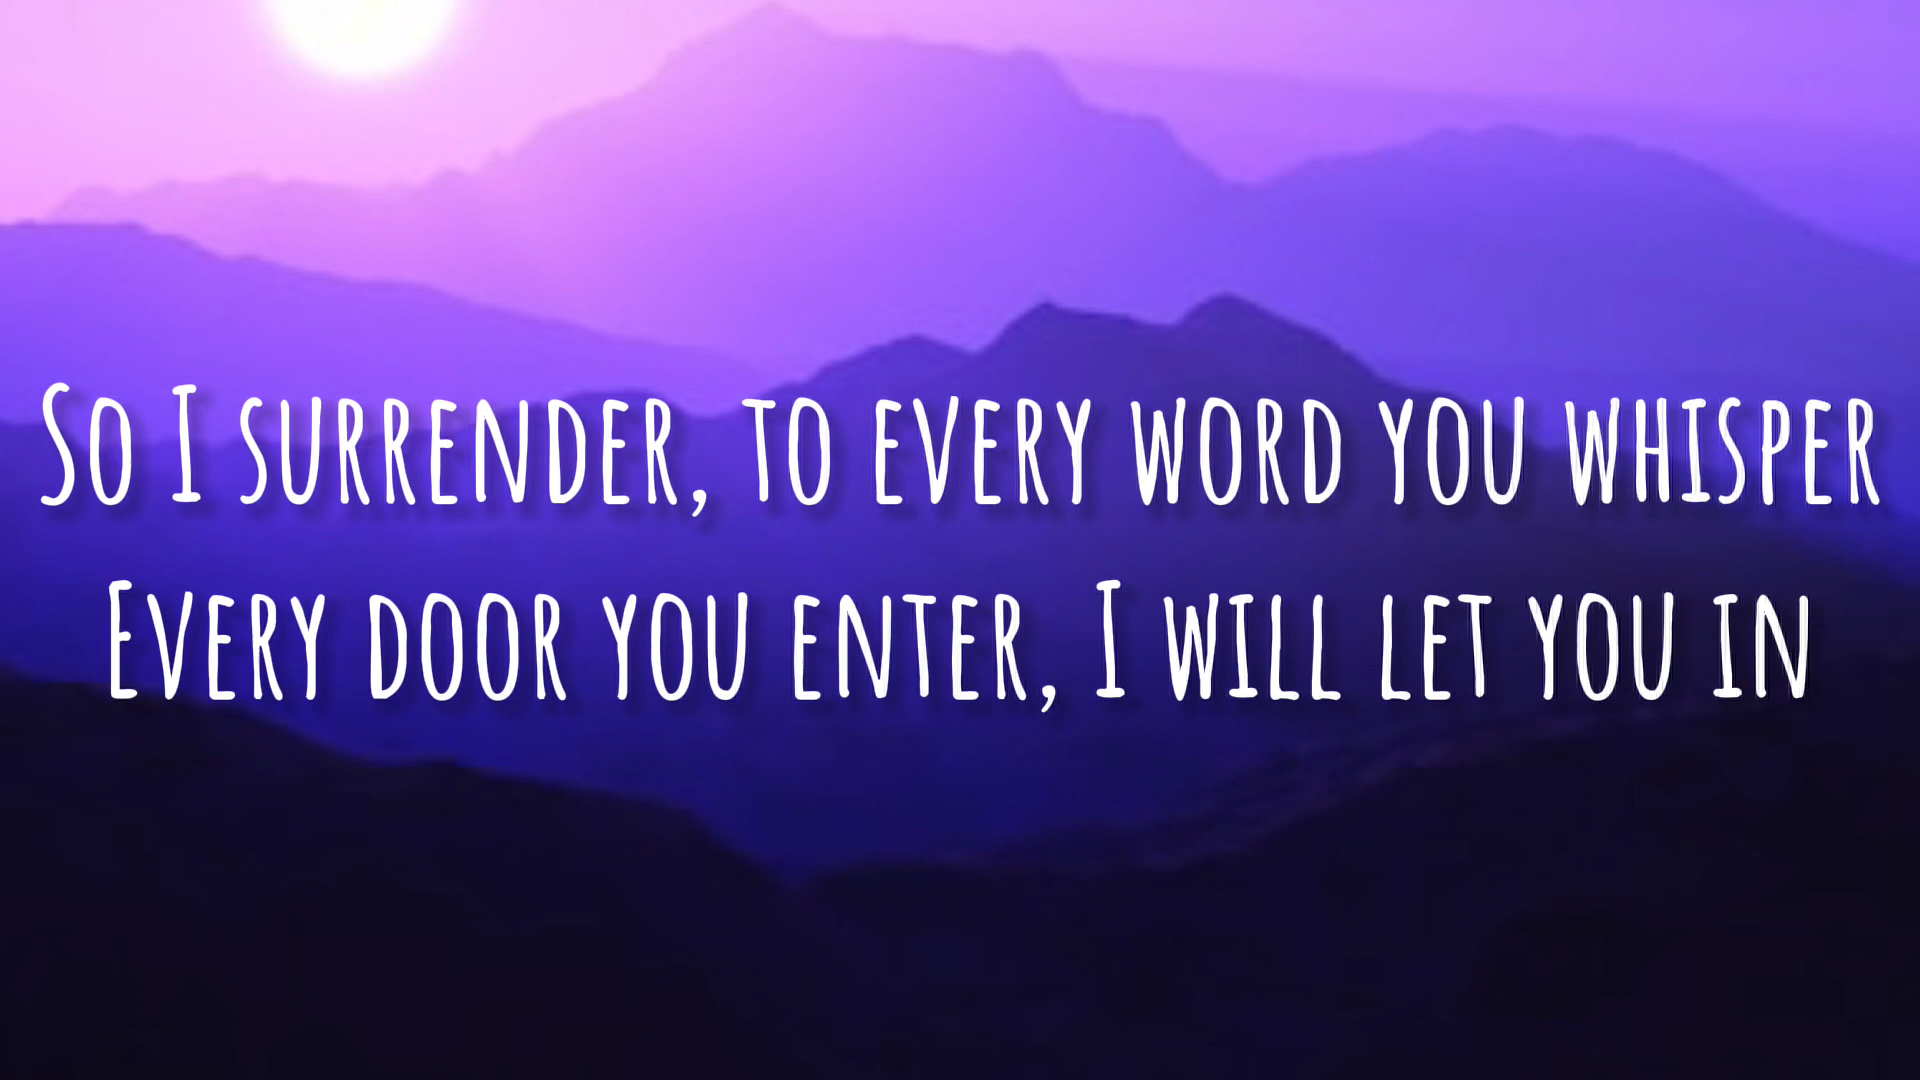 So I surrender, to every word you whisper
Every door you enter, I will let you in